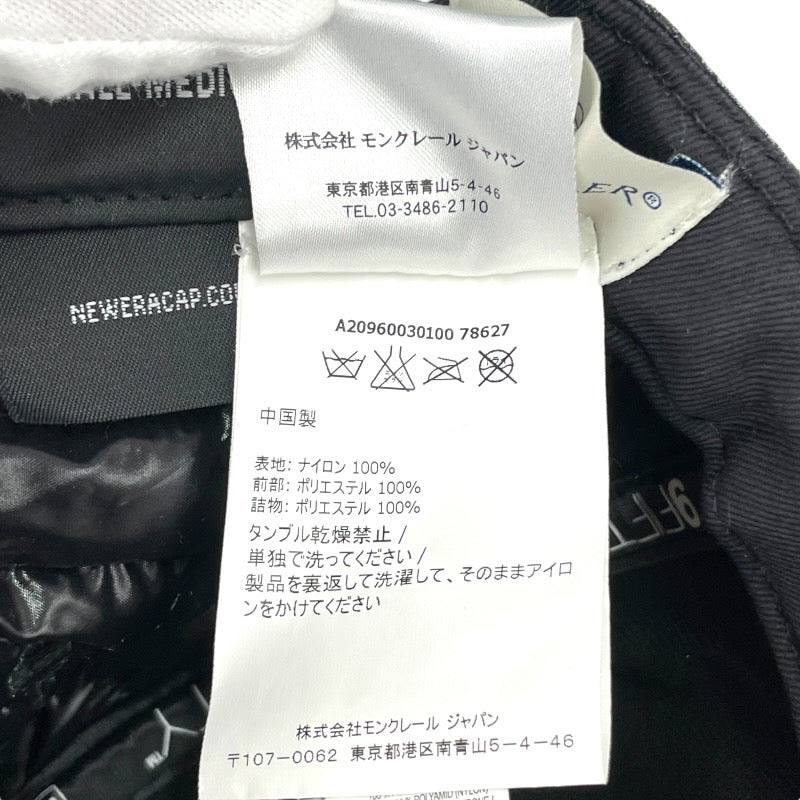 MEDI
株式会社 モンクレール ジャパン
東京都港区南青山5-4-46
TEL.03-3486-2110
ER®
NEWERACAP.CO
A20960030100 78627
中国製
表地: ナイロン 100%
前部: ポリエステル 100%
詰物: ポリエステル 100%
タンブル乾燥禁止 /
単独で洗ってください /
製品を裏返して洗濯して、そのままアイロ
ンをかけてください
9FIFT
株式会社モンクレール ジャパン
〒107-0062 東京都港区南青山5-4-46
% POLYAMID (NYLON)